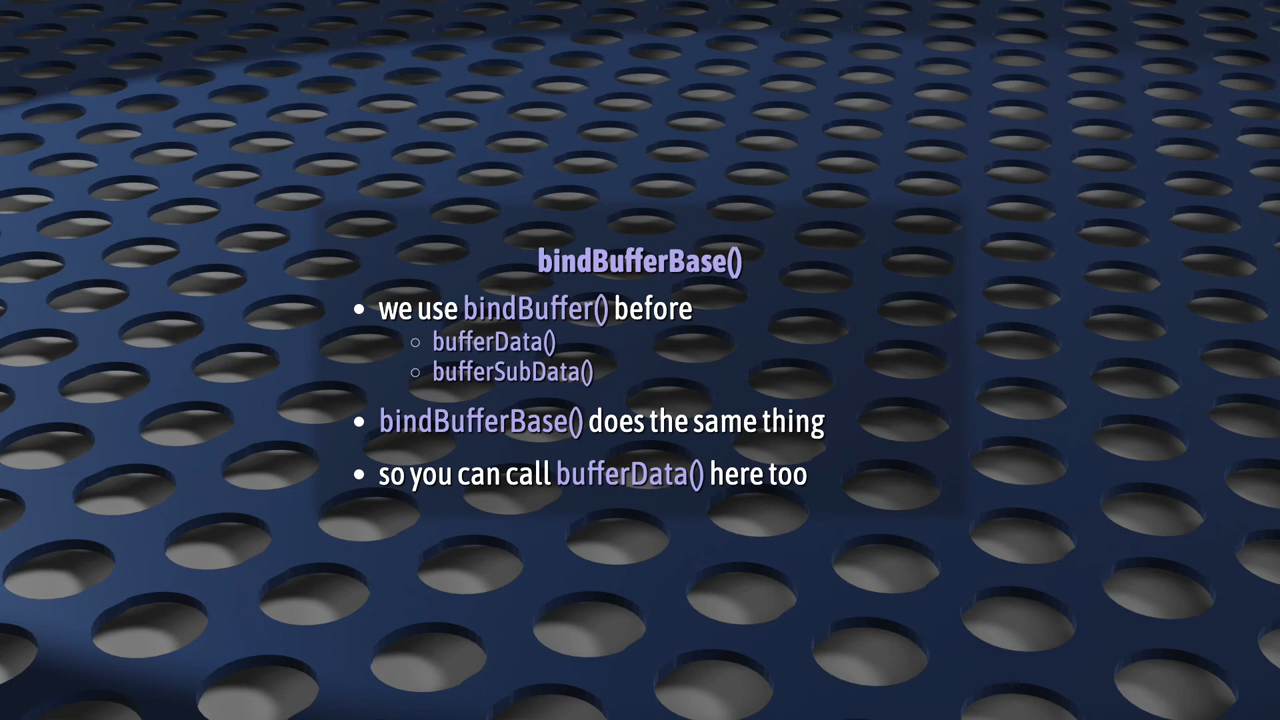 bindBufferBase()
• we use bindBuffer() before
○ bufferData()
○ bufferSubData()
• bindBufferBase() does the same thing
• so you can call bufferData() here too